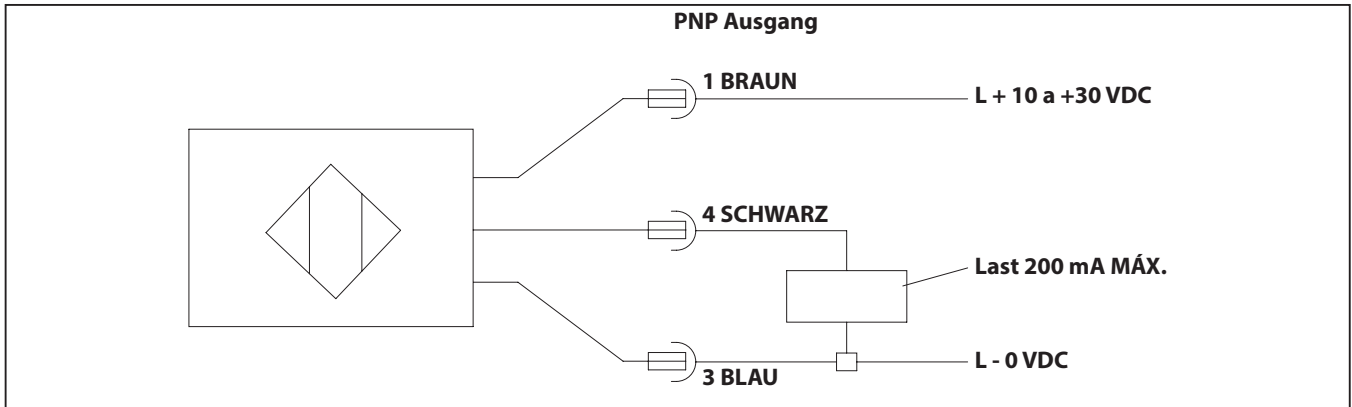 PNP Ausgang
1 BRAUN
L + 10 a +30 VDC
4 SCHWARZ
Last 200 mA MÁX.
L - 0 VDC
3 BLAU